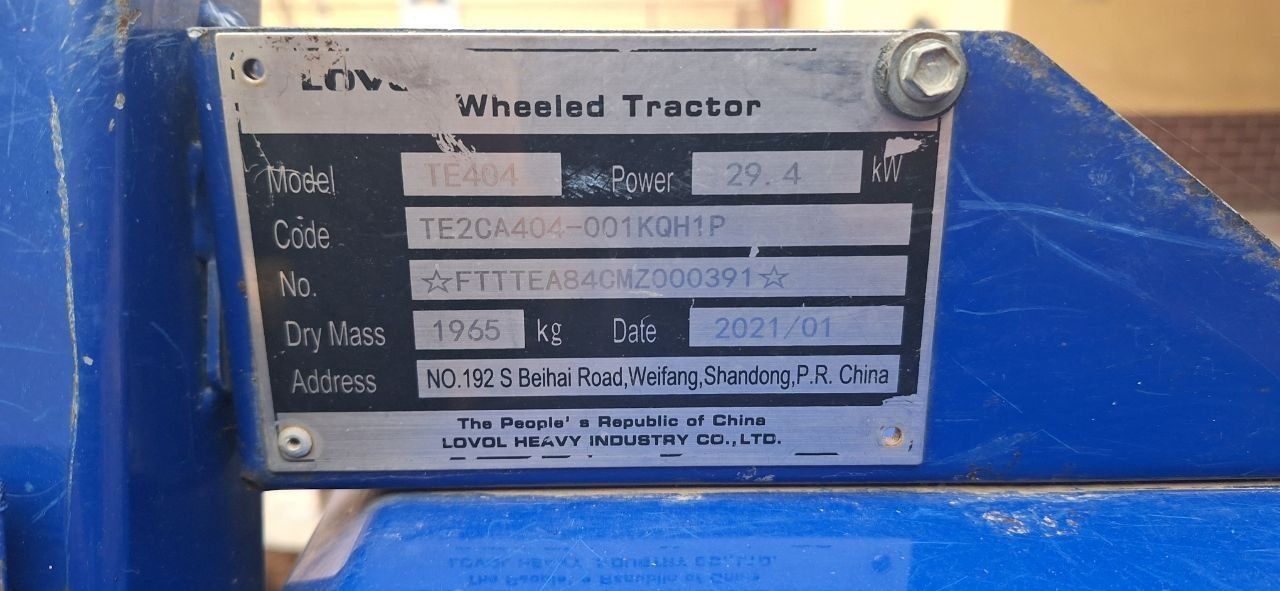 LOVOL
Wheeled Tractor
Model TE404 Power 29.4 kW
Code TE2CA404-001KQH1P
No. ☆FTTTEA84CMZ000391☆
Dry Mass 1965 kg Date 2021/01
Address NO.192 S Beihai Road,Weifang,Shandong,P.R. China
The People's Republic of China
LOVOL HEAVY INDUSTRY CO.,LTD.